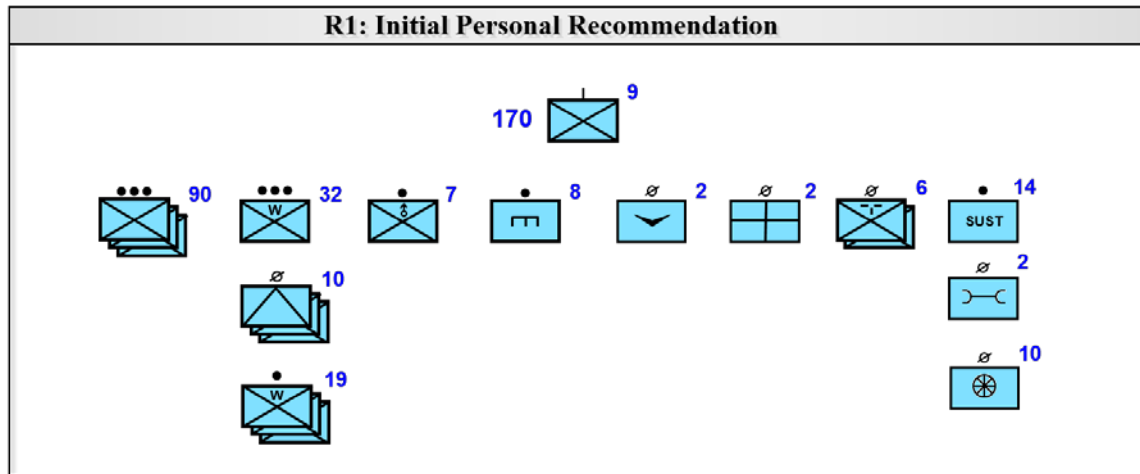 R1: Initial Personal Recommendation
170 9
90 32 7 8 2 2 6 14
W SUST
10 2
19 10
W